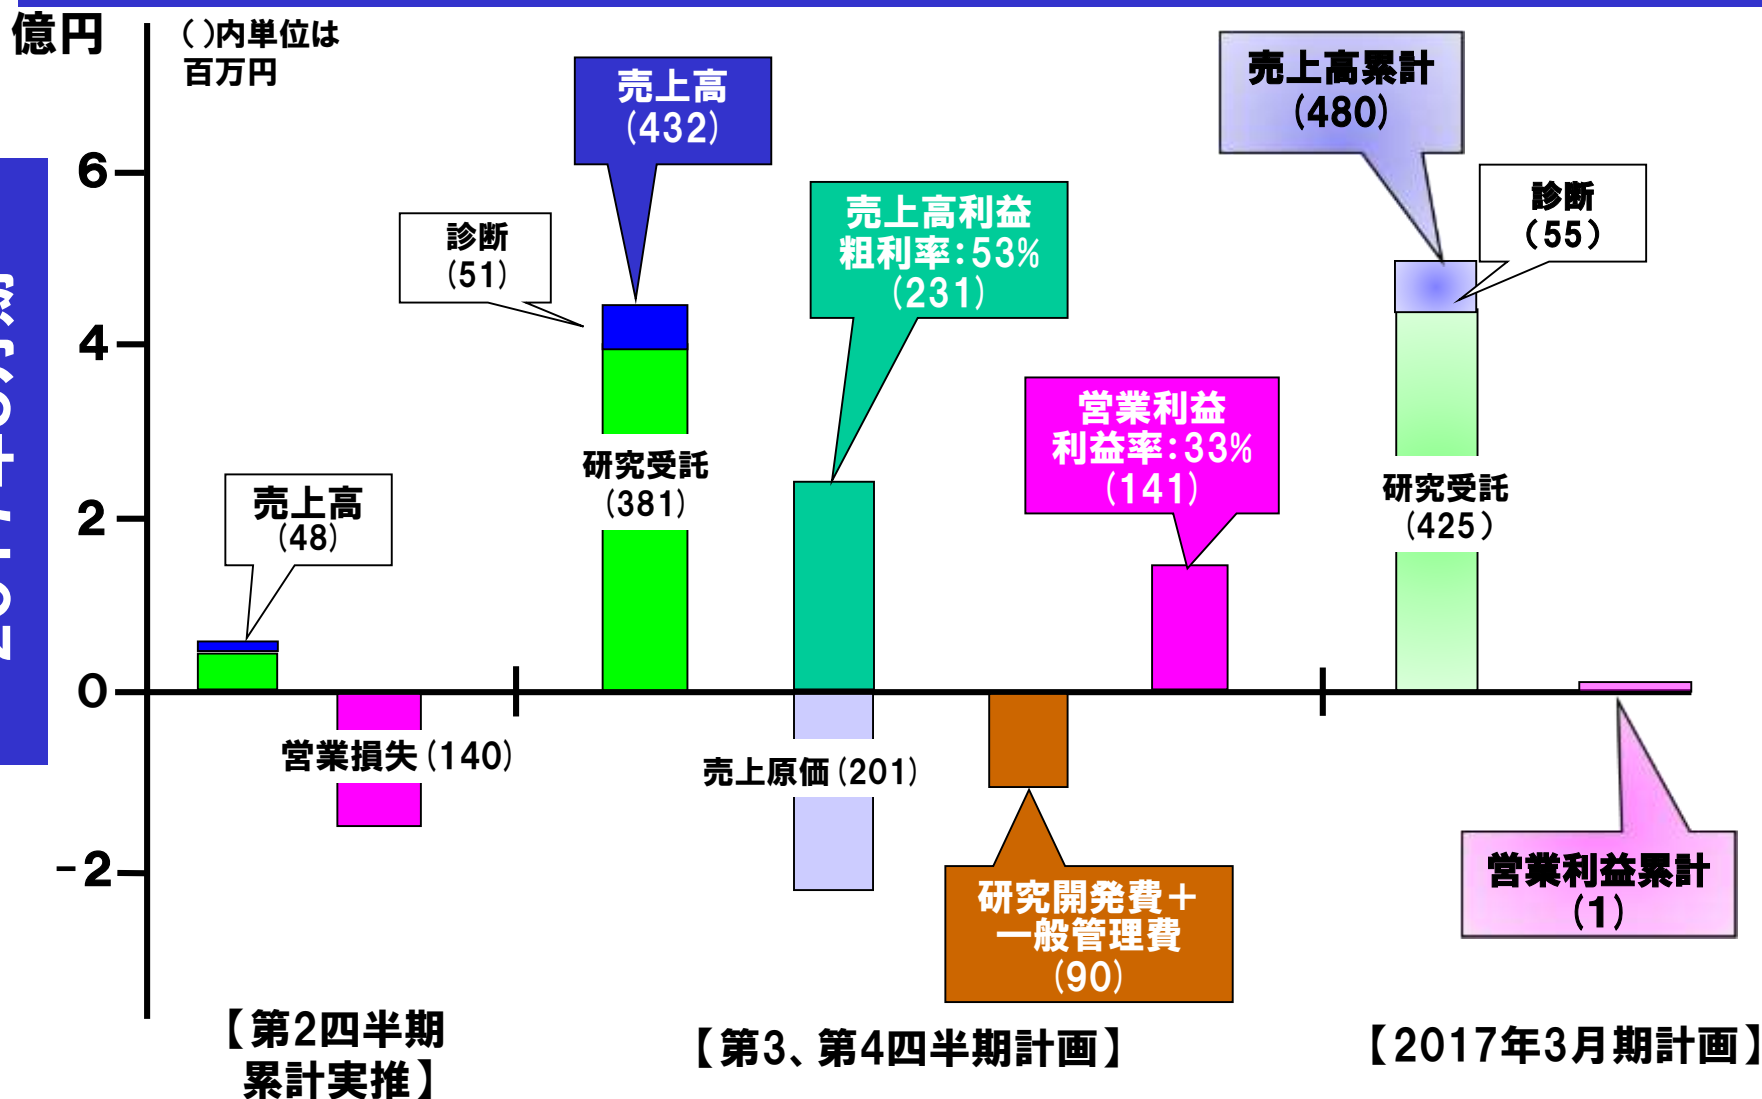 億円
( )内単位は
百万円
6
4
2
0
-2
売上高
(48)
営業損失(140)
診断
(51)
売上高
(432)
研究受託
(381)
売上高利益
粗利率:53%
(231)
売上原価(201)
研究開発費+
一般管理費
(90)
営業利益
利益率:33%
(141)
売上高累計
(480)
診断
(55)
研究受託
(425)
営業利益累計
(1)
【第2四半期
累計実推】
【第3、第4四半期計画】
【2017年3月期計画】